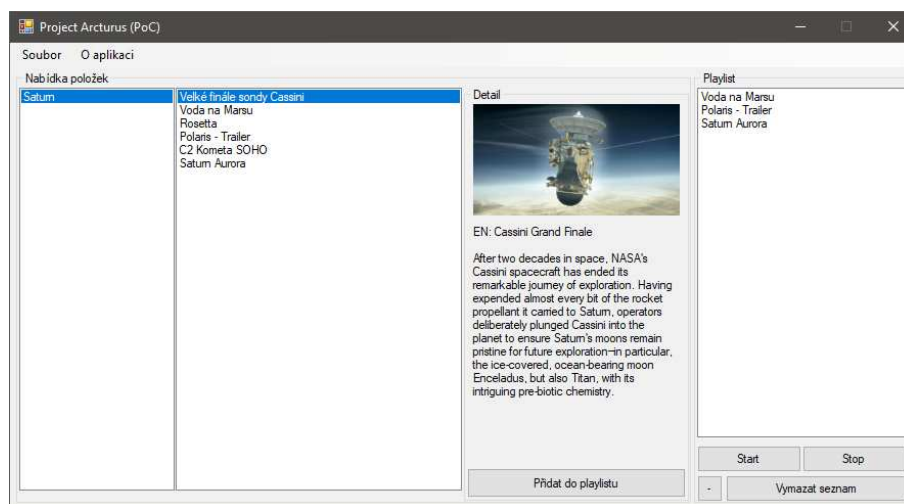 Project Arcturus (PoC)
Soubor O aplikaci
Nabídka položek
Saturn
Velké finále sondy Cassini
Voda na Marsu
Rosetta
Polaris - Trailer
C2 Kometa SOHO
Saturn Aurora
Detail
EN: Cassini Grand Finale
After two decades in space, NASA's
Cassini spacecraft has ended its
remarkable journey of exploration. Having
expended almost every bit of the rocket
propellant it carried to Saturn, operators
deliberately plunged Cassini into the
planet to ensure Saturn's moons remain
pristine for future exploration—in particular,
the ice-covered, ocean-bearing moon
Enceladus, but also Titan, with its
intriguing pre-biotic chemistry.
Přidat do playlistu
Playlist
Voda na Marsu
Polaris - Trailer
Saturn Aurora
Start Stop
- Vymazat seznam